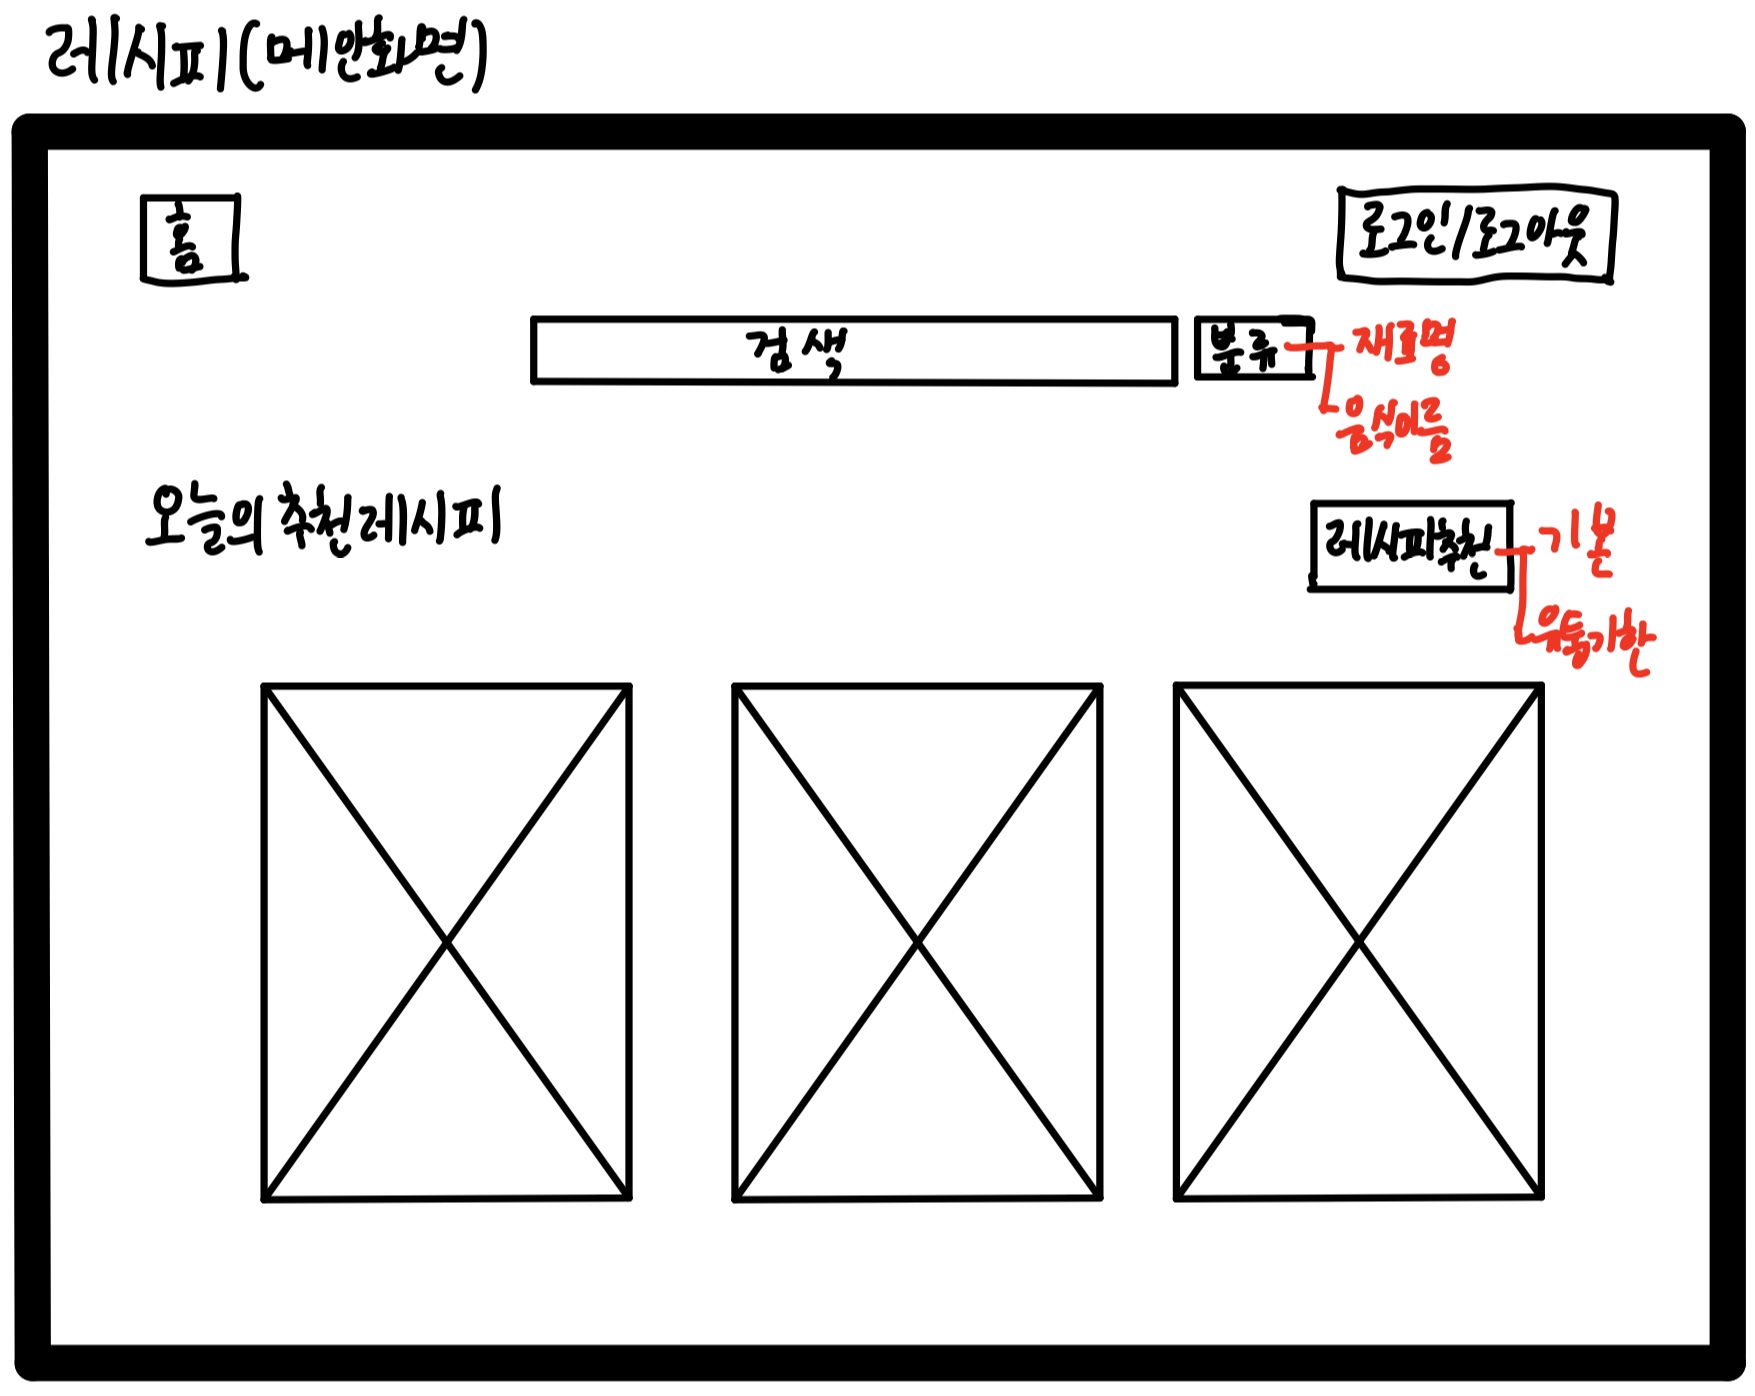 레시피(메인화면)
홈
로그인/로그아웃
검색
분류
재료명
음식이름
오늘의 추천레시피
레시피추천
기본
유통기한